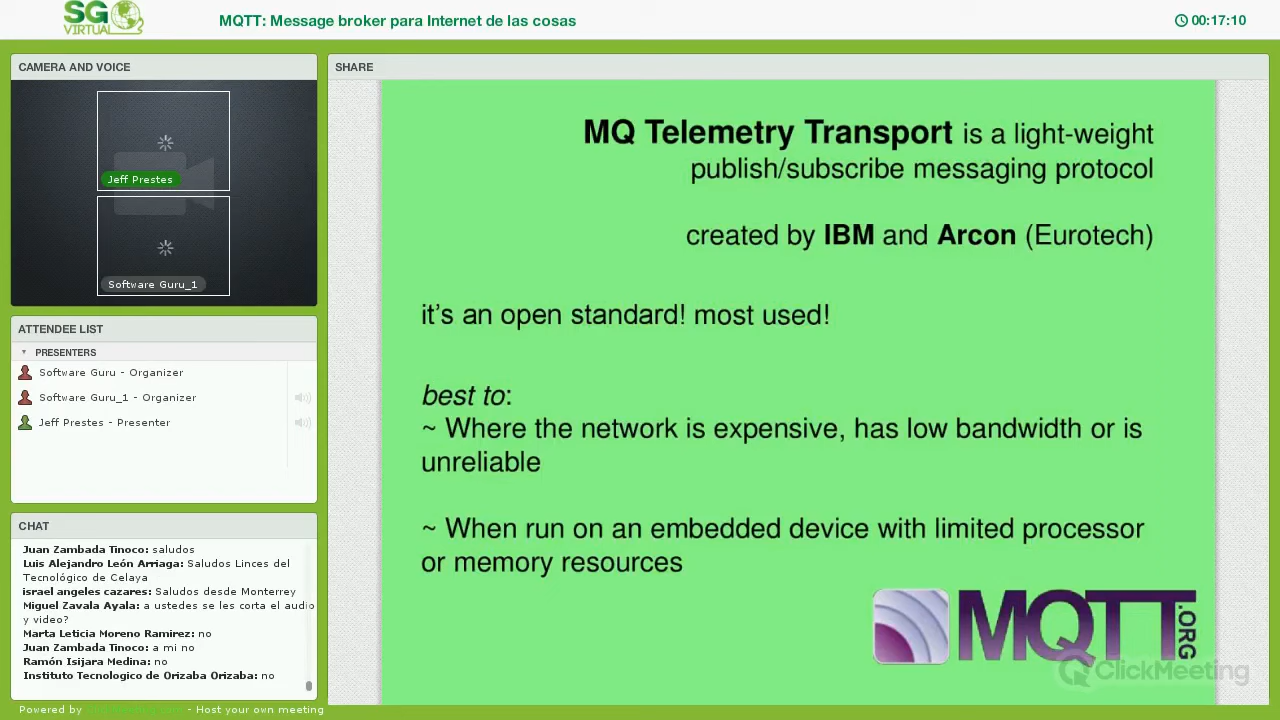 SG
VIRTUAL
MQTT: Message broker para Internet de las cosas
00:17:10
CAMERA AND VOICE
Jeff Prestes
Software Guru_1
ATTENDEE LIST
PRESENTERS
Software Guru - Organizer
Software Guru_1 - Organizer
Jeff Prestes - Presenter
CHAT
Juan Zambada Tinoco: saludos
Luis Alejandro León Arriaga: Saludos Linces del
Tecnológico de Celaya
israel angeles cazares: Saludos desde Monterrey
Miguel Zavala Ayala: a ustedes se les corta el audio
y video?
Marta Leticia Moreno Ramirez: no
Juan Zambada Tinoco: a mi no
Ramón Isijara Medina: no
Instituto Tecnologico de Orizaba Orizaba: no
Powered by - Host your own meeting
SHARE
MQ Telemetry Transport is a light-weight
publish/subscribe messaging protocol
created by IBM and Arcon (Eurotech)
it's an open standard! most used!
best to:
~ Where the network is expensive, has low bandwidth or is
unreliable
~ When run on an embedded device with limited processor
or memory resources
MQTT.ORG
ClickMeeting